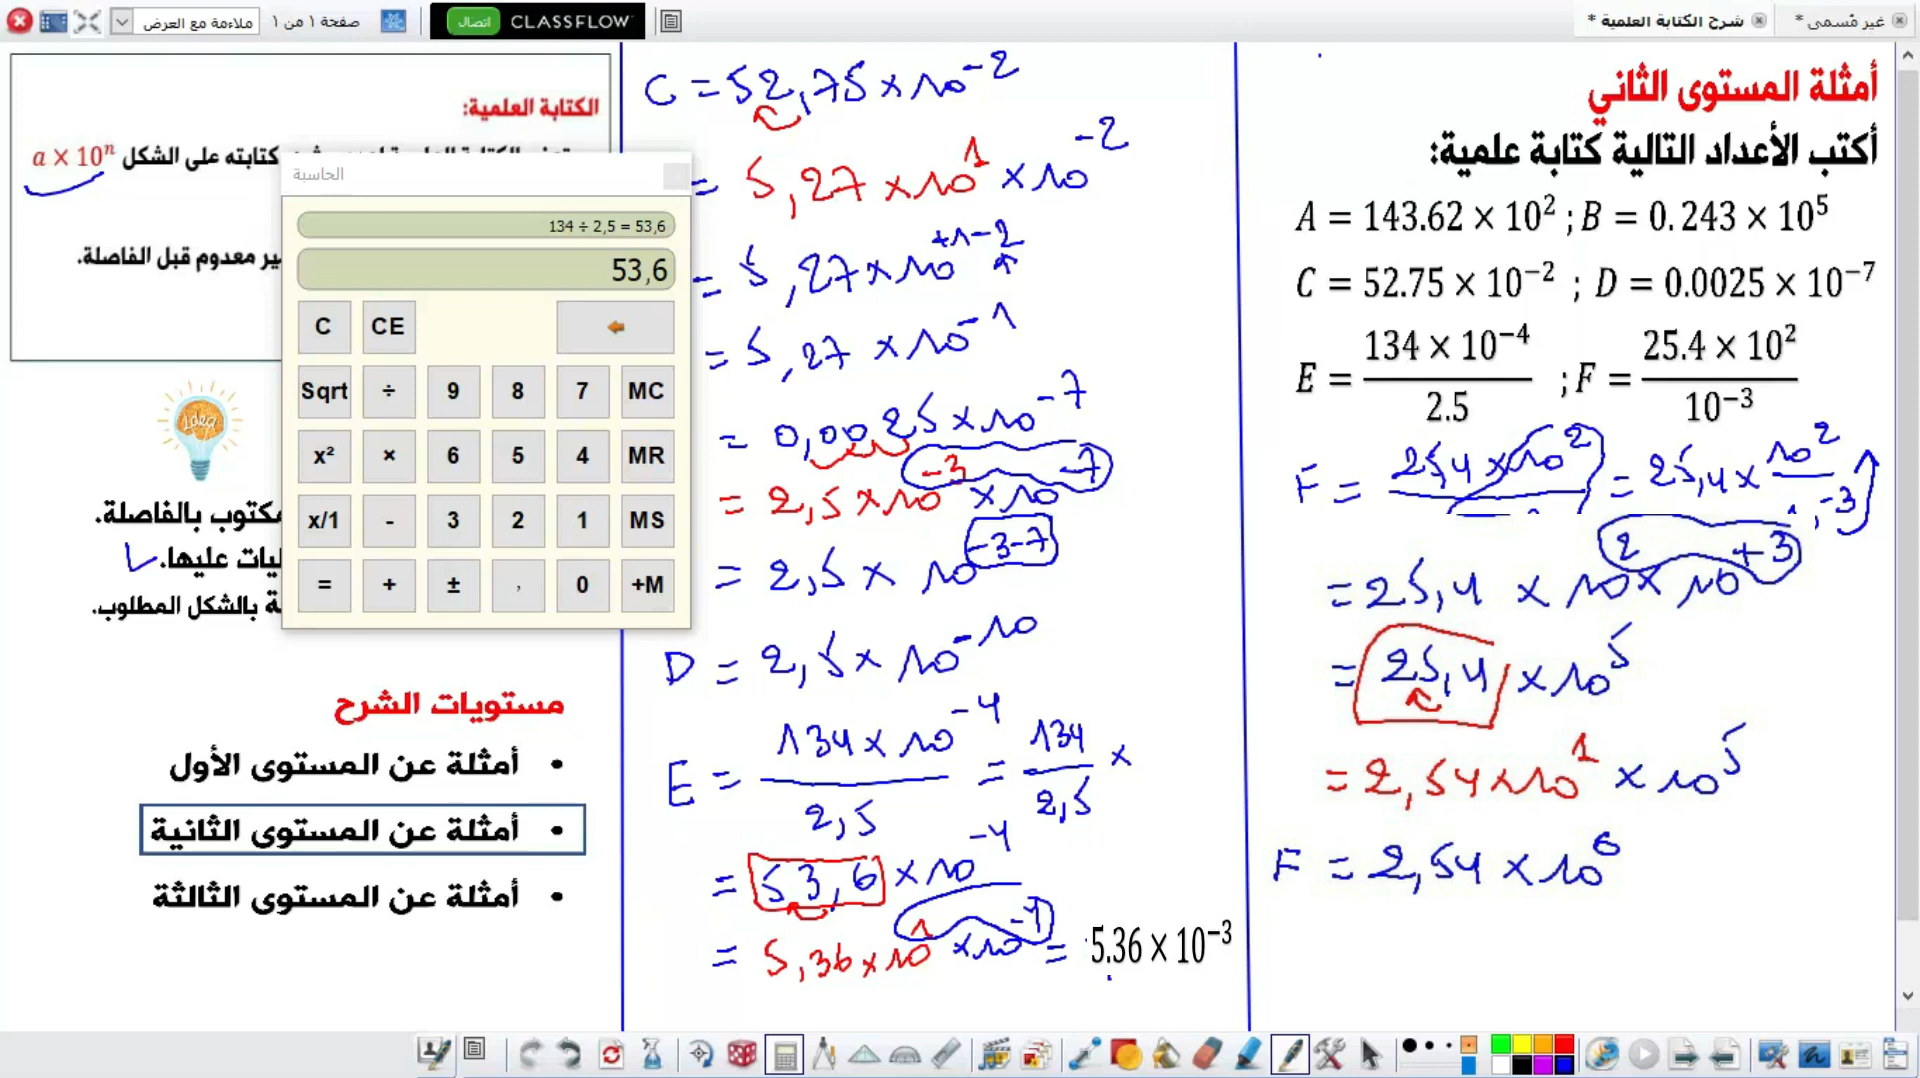 غير مُسمى *
شرح الكتابة العلمية *
CLASSFLOW
اتصال
صفحة ١ من ١
ملاءمة مع العرض
أمثلة المستوى الثاني
أكتب الأعداد التالية كتابة علمية:
A = 143.62 × 10² ; B = 0.243 × 10⁵
C = 52.75 × 10⁻² ; D = 0.0025 × 10⁻⁷
E = (134 × 10⁻⁴)/2.5 ; F = (25.4 × 10²)/10⁻³
F = 25,4 × 10² = 25,4 × 10² -3
= 25,4 × 10² × 10⁺³
= 25,4 × 10⁵
= 2,54 × 10¹ × 10⁵
F = 2,54 × 10⁶
C = 52,75 × 10⁻²
= 5,27 × 10¹ × 10⁻²
= 5,27 × 10⁺¹⁻²
= 5,27 × 10⁻¹
= 0,0025 × 10⁻⁷
= 2,5 × 10⁻³ × 10⁻⁷
= 2,5 × 10⁻³⁻⁷
D = 2,5 × 10⁻¹⁰
E = (134 × 10⁻⁴)/2,5 = 134/2,5 ×
= 53,6 × 10⁻⁴
= 5,36 × 10¹ × 10⁻⁴ = 5.36 × 10⁻³
الكتابة العلمية:
كتابته على الشكل a × 10ⁿ
ير معدوم قبل الفاصلة.
idea
مكتوب بالفاصلة.
ليات عليها.
ة بالشكل المطلوب.
مستويات الشرح
• أمثلة عن المستوى الأول
• أمثلة عن المستوى الثانية
• أمثلة عن المستوى الثالثة
الحاسبة
134 ÷ 2,5 = 53,6
53,6
C CE
Sqrt ÷ 9 8 7 MC
x² × 6 5 4 MR
x/1 - 3 2 1 MS
= + ± , 0 +M